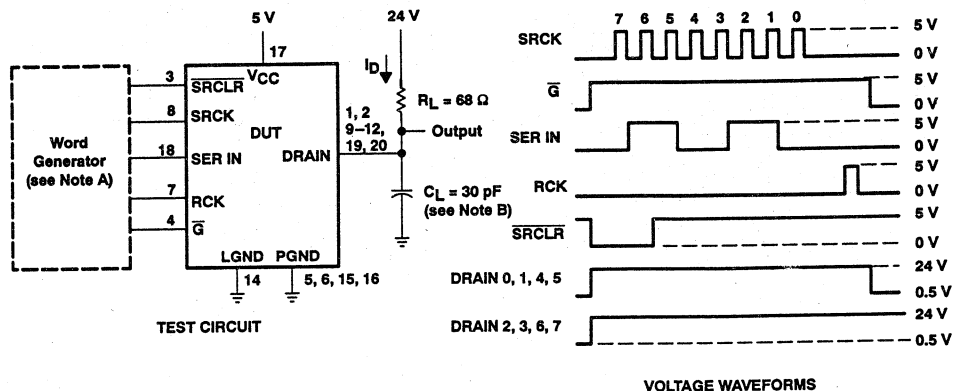 5 V
24 V
17
ID
VCC
Word
Generator
(see Note A)
3
SRCLR
8
SRCK
18
SER IN
7
RCK
4
G
DUT
DRAIN
LGND
PGND
14
5, 6, 15, 16
1, 2
9–12,
19, 20
RL = 68 Ω
Output
CL = 30 pF
(see Note B)
TEST CIRCUIT
7 6 5 4 3 2 1 0
SRCK
5 V
0 V
G
5 V
0 V
SER IN
5 V
0 V
RCK
5 V
0 V
SRCLR
5 V
0 V
DRAIN 0, 1, 4, 5
24 V
0.5 V
DRAIN 2, 3, 6, 7
24 V
0.5 V
VOLTAGE WAVEFORMS